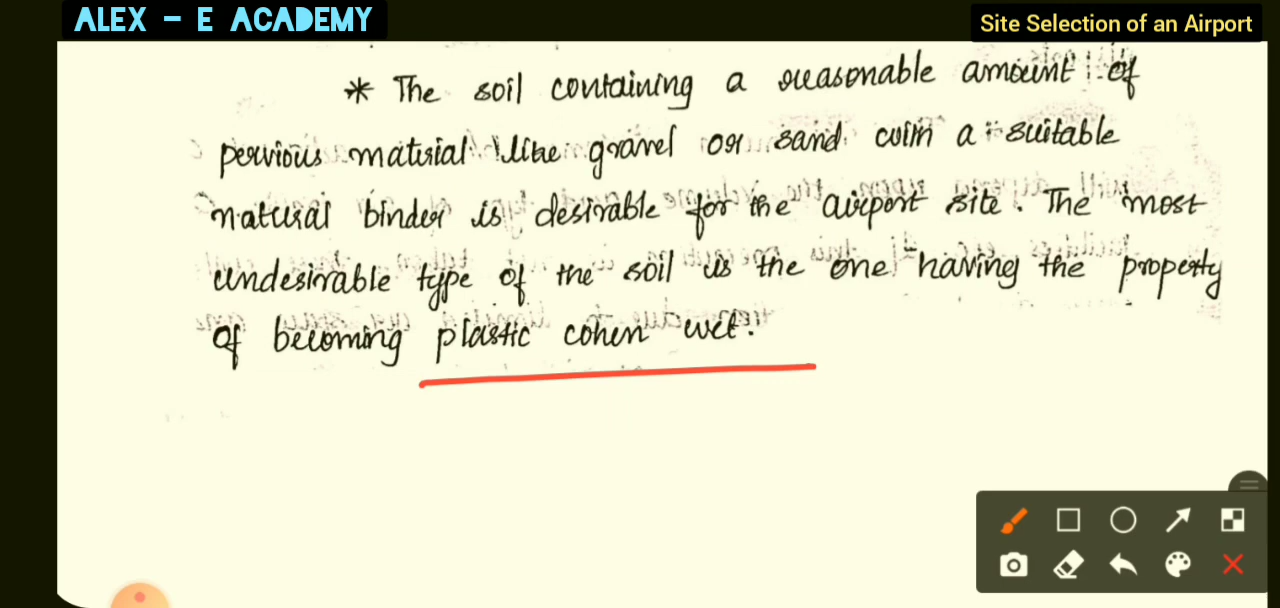 ALEX - E ACADEMY
Site Selection of an Airport
* The soil containing a reasonable amount of
pervious material like gravel or sand with a suitable
natural binder is desirable for the airport site. The most
undesirable type of the soil is the one having the property
of becoming plastic when wet.